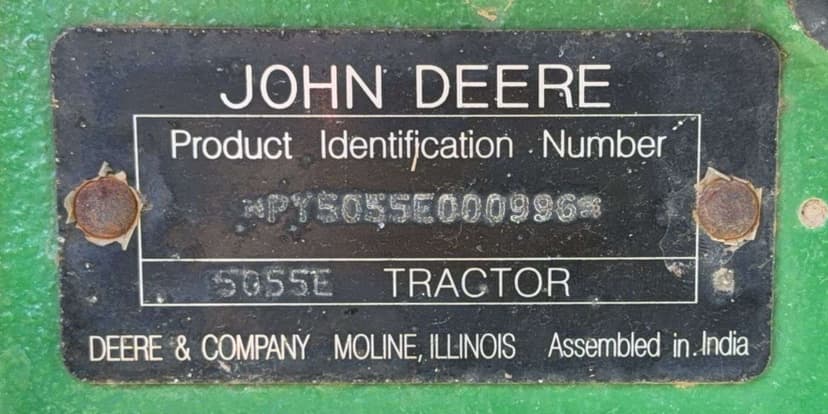 JOHN DEERE
Product Identification Number
*PY5055E000996*
5055E TRACTOR
DEERE & COMPANY MOLINE, ILLINOIS Assembled in India